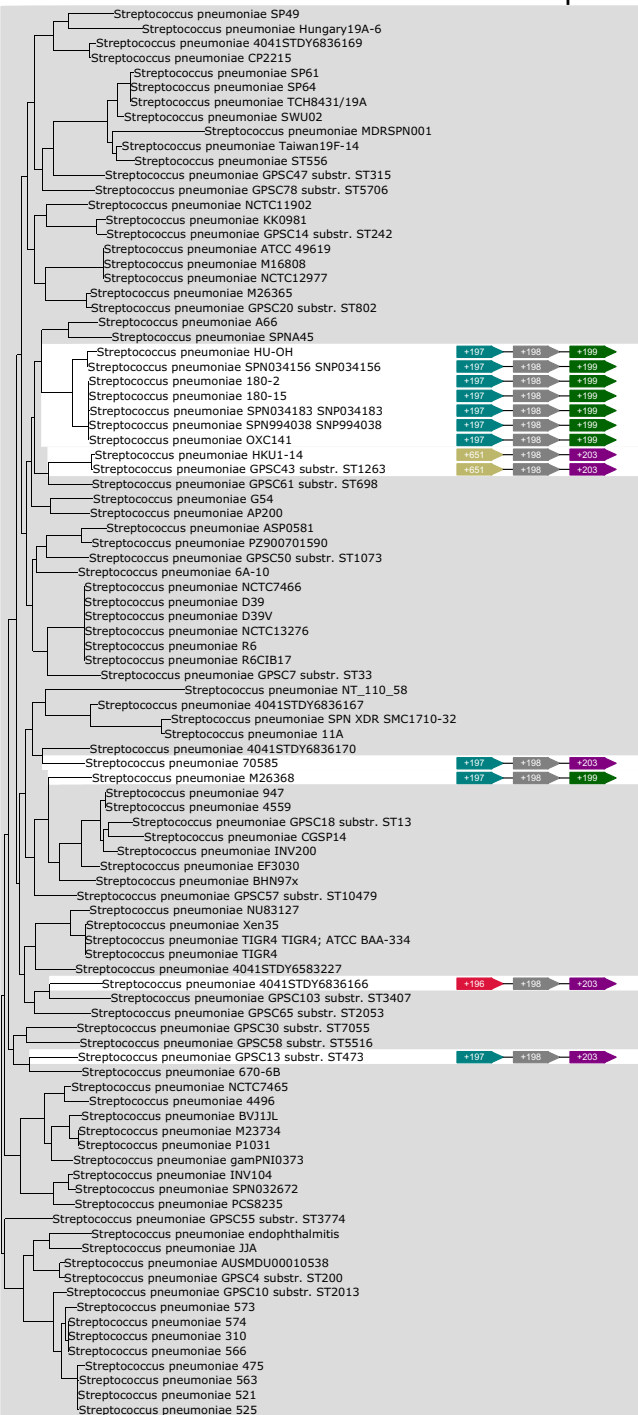 Streptococcus pneumoniae SP49
Streptococcus pneumoniae Hungary19A-6
Streptococcus pneumoniae 4041STDY6836169
Streptococcus pneumoniae CP2215
Streptococcus pneumoniae SP61
Streptococcus pneumoniae SP64
Streptococcus pneumoniae TCH8431/19A
Streptococcus pneumoniae SWU02
Streptococcus pneumoniae MDRSPN001
Streptococcus pneumoniae Taiwan19F-14
Streptococcus pneumoniae ST556
Streptococcus pneumoniae GPSC47 substr. ST315
Streptococcus pneumoniae GPSC78 substr. ST5706
Streptococcus pneumoniae NCTC11902
Streptococcus pneumoniae KK0981
Streptococcus pneumoniae GPSC14 substr. ST242
Streptococcus pneumoniae ATCC 49619
Streptococcus pneumoniae M16808
Streptococcus pneumoniae NCTC12977
Streptococcus pneumoniae M26365
Streptococcus pneumoniae GPSC20 substr. ST802
Streptococcus pneumoniae A66
Streptococcus pneumoniae SPNA45
Streptococcus pneumoniae HU-OH +197 +198 +199
Streptococcus pneumoniae SPN034156 SNP034156 +197 +198 +199
Streptococcus pneumoniae 180-2 +197 +198 +199
Streptococcus pneumoniae 180-15 +197 +198 +199
Streptococcus pneumoniae SPN034183 SNP034183 +197 +198 +199
Streptococcus pneumoniae SPN994038 SNP994038 +197 +198 +199
Streptococcus pneumoniae OXC141 +197 +198 +199
Streptococcus pneumoniae HKU1-14 +651 +198 +203
Streptococcus pneumoniae GPSC43 substr. ST1263 +651 +198 +203
Streptococcus pneumoniae GPSC61 substr. ST698
Streptococcus pneumoniae G54
Streptococcus pneumoniae AP200
Streptococcus pneumoniae ASP0581
Streptococcus pneumoniae PZ900701590
Streptococcus pneumoniae GPSC50 substr. ST1073
Streptococcus pneumoniae 6A-10
Streptococcus pneumoniae NCTC7466
Streptococcus pneumoniae D39
Streptococcus pneumoniae D39V
Streptococcus pneumoniae NCTC13276
Streptococcus pneumoniae R6
Streptococcus pneumoniae R6CIB17
Streptococcus pneumoniae GPSC7 substr. ST33
Streptococcus pneumoniae NT_110_58
Streptococcus pneumoniae 4041STDY6836167
Streptococcus pneumoniae SPN XDR SMC1710-32
Streptococcus pneumoniae 11A
Streptococcus pneumoniae 4041STDY6836170
Streptococcus pneumoniae 70585 +197 +198 +203
Streptococcus pneumoniae M26368 +197 +198 +199
Streptococcus pneumoniae 947
Streptococcus pneumoniae 4559
Streptococcus pneumoniae GPSC18 substr. ST13
Streptococcus pneumoniae CGSP14
Streptococcus pneumoniae INV200
Streptococcus pneumoniae EF3030
Streptococcus pneumoniae BHN97x
Streptococcus pneumoniae GPSC57 substr. ST10479
Streptococcus pneumoniae NU83127
Streptococcus pneumoniae Xen35
Streptococcus pneumoniae TIGR4 TIGR4; ATCC BAA-334
Streptococcus pneumoniae TIGR4
Streptococcus pneumoniae 4041STDY6583227
Streptococcus pneumoniae 4041STDY6836166 +196 +198 +203
Streptococcus pneumoniae GPSC103 substr. ST3407
Streptococcus pneumoniae GPSC65 substr. ST2053
Streptococcus pneumoniae GPSC30 substr. ST7055
Streptococcus pneumoniae GPSC58 substr. ST5516
Streptococcus pneumoniae GPSC13 substr. ST473 +197 +198 +203
Streptococcus pneumoniae 670-6B
Streptococcus pneumoniae NCTC7465
Streptococcus pneumoniae 4496
Streptococcus pneumoniae BVJ1JL
Streptococcus pneumoniae M23734
Streptococcus pneumoniae P1031
Streptococcus pneumoniae gamPNI0373
Streptococcus pneumoniae INV104
Streptococcus pneumoniae SPN032672
Streptococcus pneumoniae PCS8235
Streptococcus pneumoniae GPSC55 substr. ST3774
Streptococcus pneumoniae endophthalmitis
Streptococcus pneumoniae JJA
Streptococcus pneumoniae AUSMDU00010538
Streptococcus pneumoniae GPSC4 substr. ST200
Streptococcus pneumoniae GPSC10 substr. ST2013
Streptococcus pneumoniae 573
Streptococcus pneumoniae 574
Streptococcus pneumoniae 310
Streptococcus pneumoniae 566
Streptococcus pneumoniae 475
Streptococcus pneumoniae 563
Streptococcus pneumoniae 521
Streptococcus pneumoniae 525